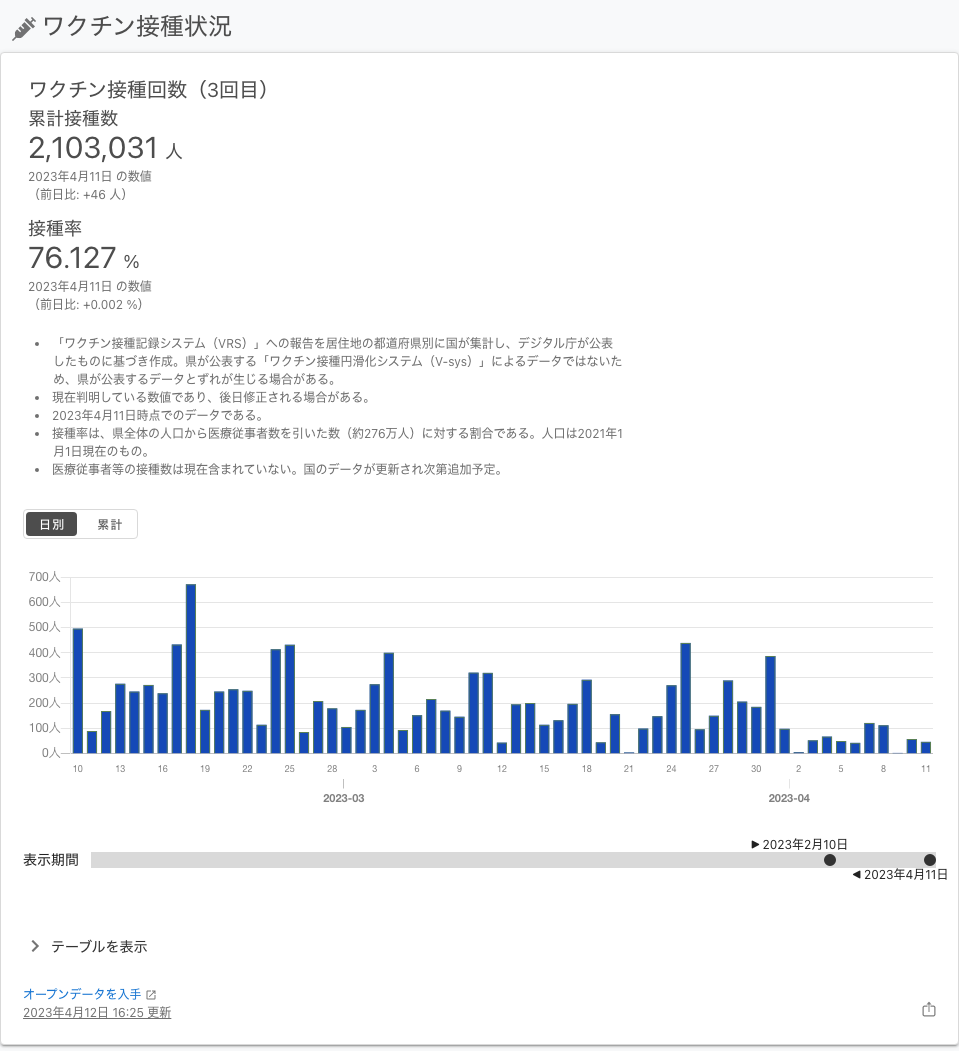 ワクチン接種状況
ワクチン接種回数（3回目）
累計接種数
2,103,031 人
2023年4月11日 の数値
（前日比: +46 人）
接種率
76.127 %
2023年4月11日 の数値
（前日比: +0.002 %）
• 「ワクチン接種記録システム（VRS）」への報告を居住地の都道府県別に国が集計し、デジタル庁が公表
したものに基づき作成。県が公表する「ワクチン接種円滑化システム（V-sys）」によるデータではないた
め、県が公表するデータとずれが生じる場合がある。
• 現在判明している数値であり、後日修正される場合がある。
• 2023年4月11日時点でのデータである。
• 接種率は、県全体の人口から医療従事者数を引いた数（約276万人）に対する割合である。人口は2021年1
月1日現在のもの。
• 医療従事者等の接種数は現在含まれていない。国のデータが更新され次第追加予定。
日別 累計
700人
600人
500人
400人
300人
200人
100人
0人
10 13 16 19 22 25 28 3 6 9 12 15 18 21 24 27 30 2 5 8 11
2023-03 2023-04
2023年2月10日
表示期間
2023年4月11日
テーブルを表示
オープンデータを入手
2023年4月12日 16:25 更新